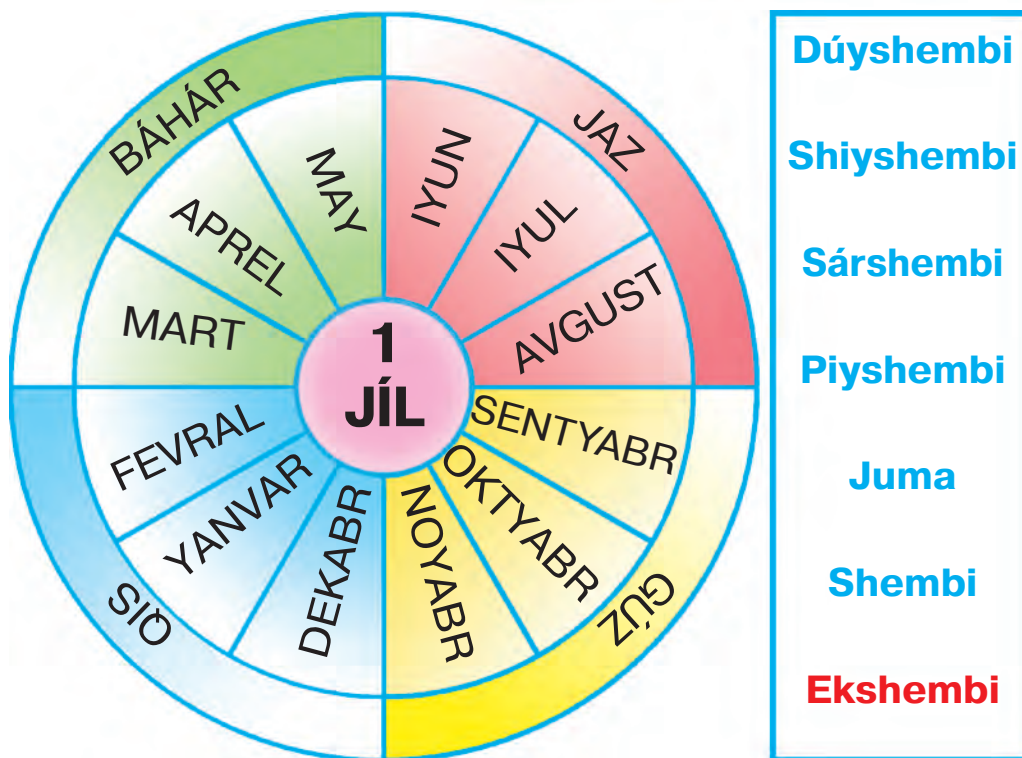 BÁHÁR
MART
APREL
MAY
JAZ
IYUN
IYUL
AVGUST
GÚZ
SENTYABR
OKTYABR
NOYABR
QIS
DEKABR
YANVAR
FEVRAL
1
JÍL
Dúyshembi
Shiyshembi
Sárshembi
Piyshembi
Juma
Shembi
Ekshembi